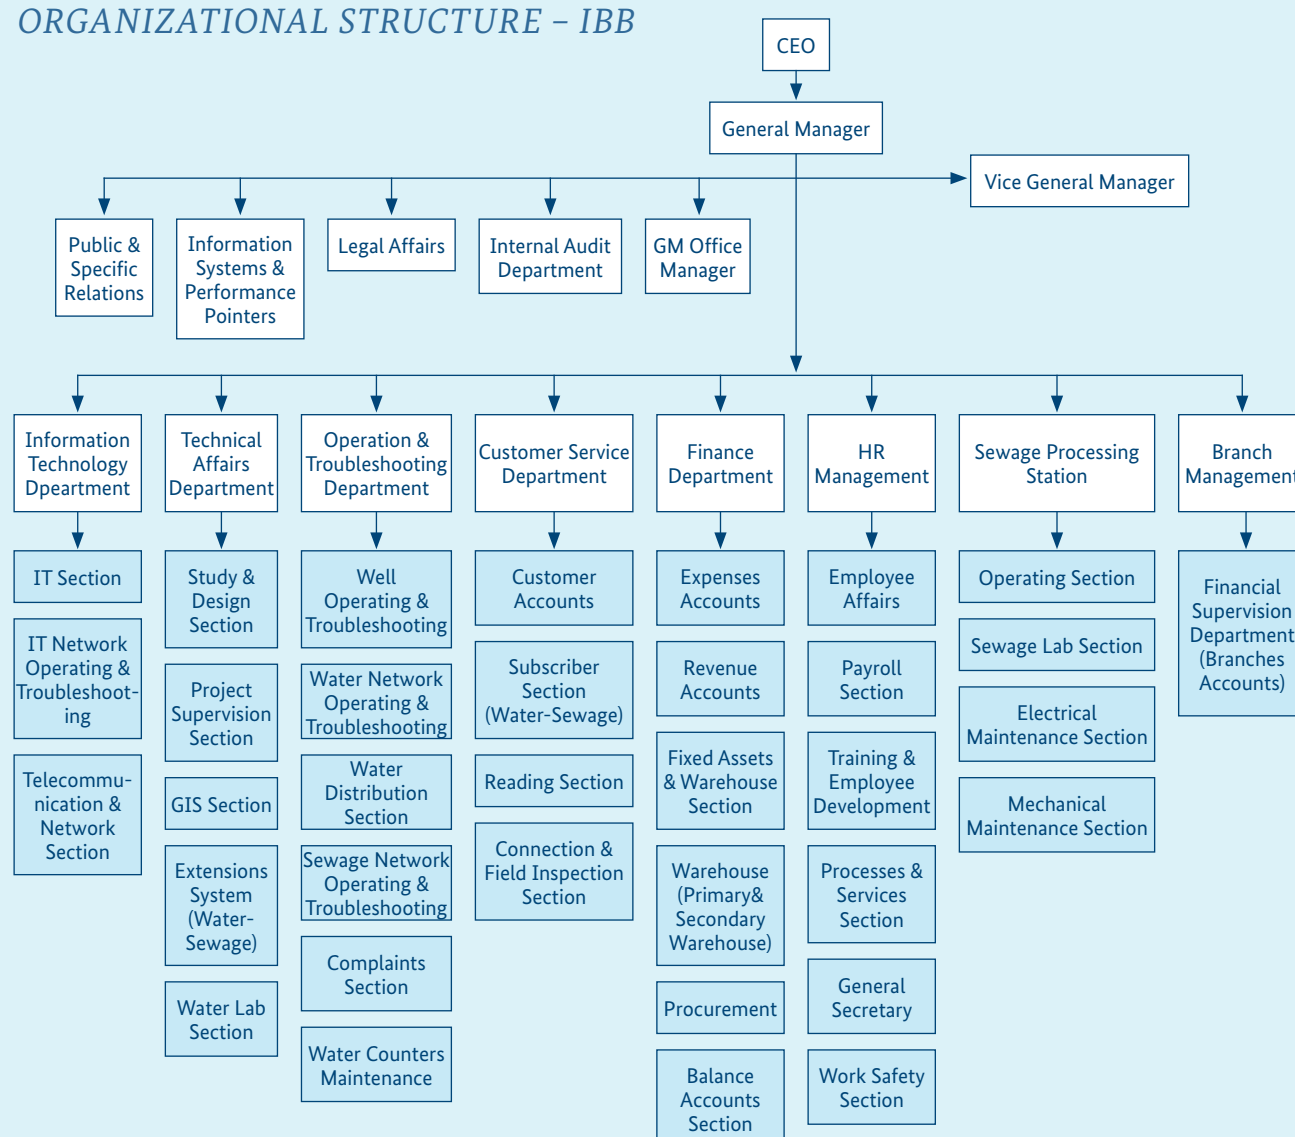 ORGANIZATIONAL STRUCTURE – IBB
CEO
General Manager
Vice General Manager
Public &
Specific
Relations
Information
Systems &
Performance
Pointers
Legal Affairs
Internal Audit
Department
GM Office
Manager
Information
Technology
Dpeartment
Technical
Affairs
Department
Operation &
Troubleshooting
Department
Customer Service
Department
Finance
Department
HR
Management
Sewage Processing
Station
Branch
Management
IT Section
IT Network
Operating &
Troubleshoot-
ing
Telecommu-
nication &
Network
Section
Study &
Design
Section
Project
Supervision
Section
GIS Section
Extensions
System
(Water-
Sewage)
Water Lab
Section
Well
Operating &
Troubleshooting
Water Network
Operating &
Troubleshooting
Water
Distribution
Section
Sewage Network
Operating &
Troubleshooting
Complaints
Section
Water Counters
Maintenance
Customer
Accounts
Subscriber
Section
(Water-Sewage)
Reading Section
Connection &
Field Inspection
Section
Expenses
Accounts
Revenue
Accounts
Fixed Assets
& Warehouse
Section
Warehouse
(Primary&
Secondary
Warehouse)
Procurement
Balance
Accounts
Section
Employee
Affairs
Payroll
Section
Training &
Employee
Development
Processes &
Services
Section
General
Secretary
Work Safety
Section
Operating Section
Sewage Lab Section
Electrical
Maintenance Section
Mechanical
Maintenance Section
Financial
Supervision
Department
(Branches
Accounts)